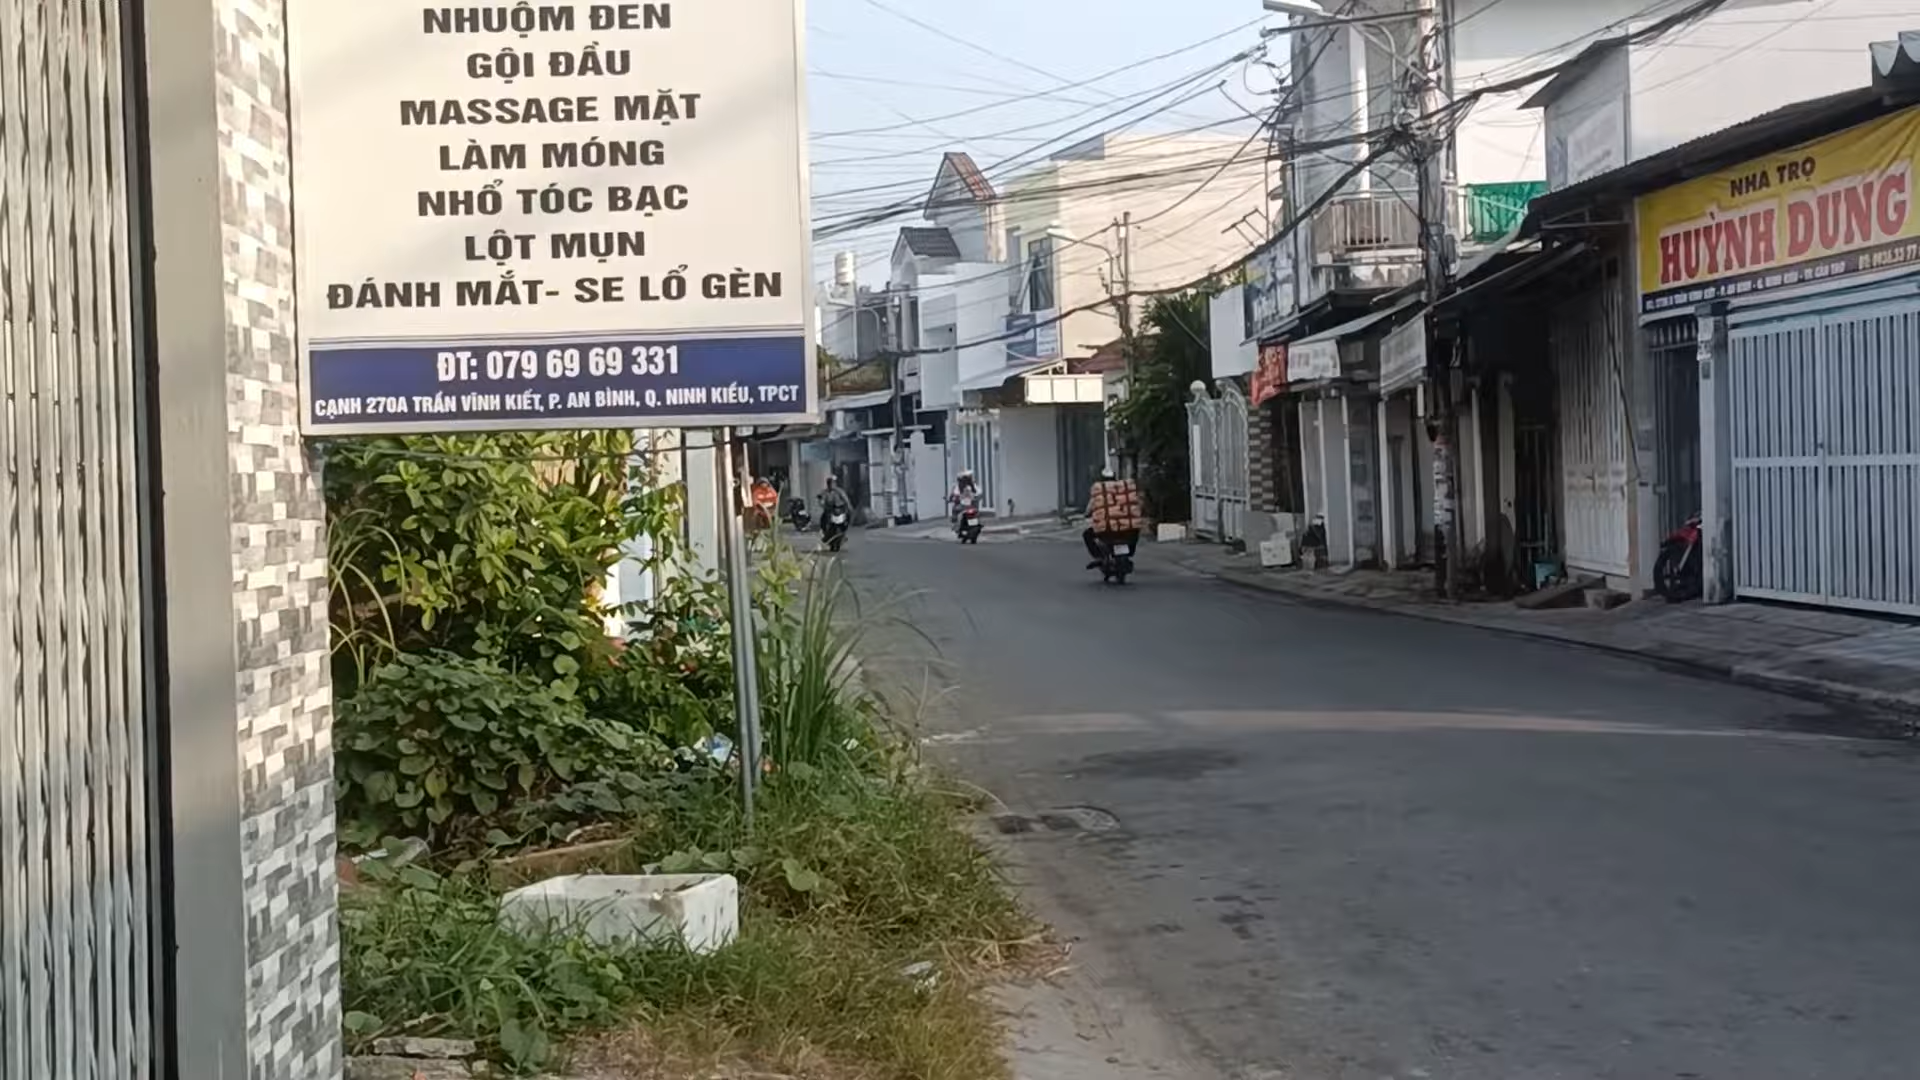 NHUỘM ĐEN
GỘI ĐẦU
MASSAGE MẶT
LÀM MÓNG
NHỔ TÓC BẠC
LỘT MỤN
ĐÁNH MẮT- SE LỔ GÈN
ĐT: 079 69 69 331
CẠNH 270A TRẦN VĨNH KIẾT, P. AN BÌNH, Q. NINH KIỀU, TPCT
NHÀ TRỌ
HUỲNH DUNG